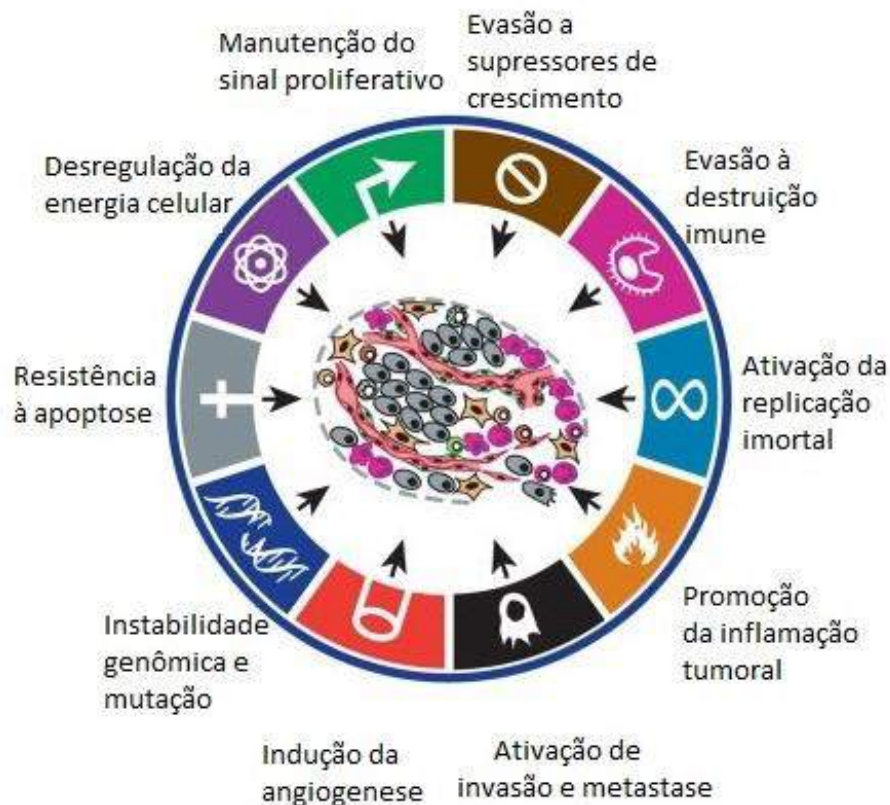 Manutenção do
sinal proliferativo
Evasão a
supressores de
crescimento
Desregulação da
energia celular
Evasão à
destruição
imune
Resistência
à apoptose
Ativação da
replicação
imortal
Instabilidade
genômica e
mutação
Promoção
da inflamação
tumoral
Indução da
angiogenese
Ativação de
invasão e metastase